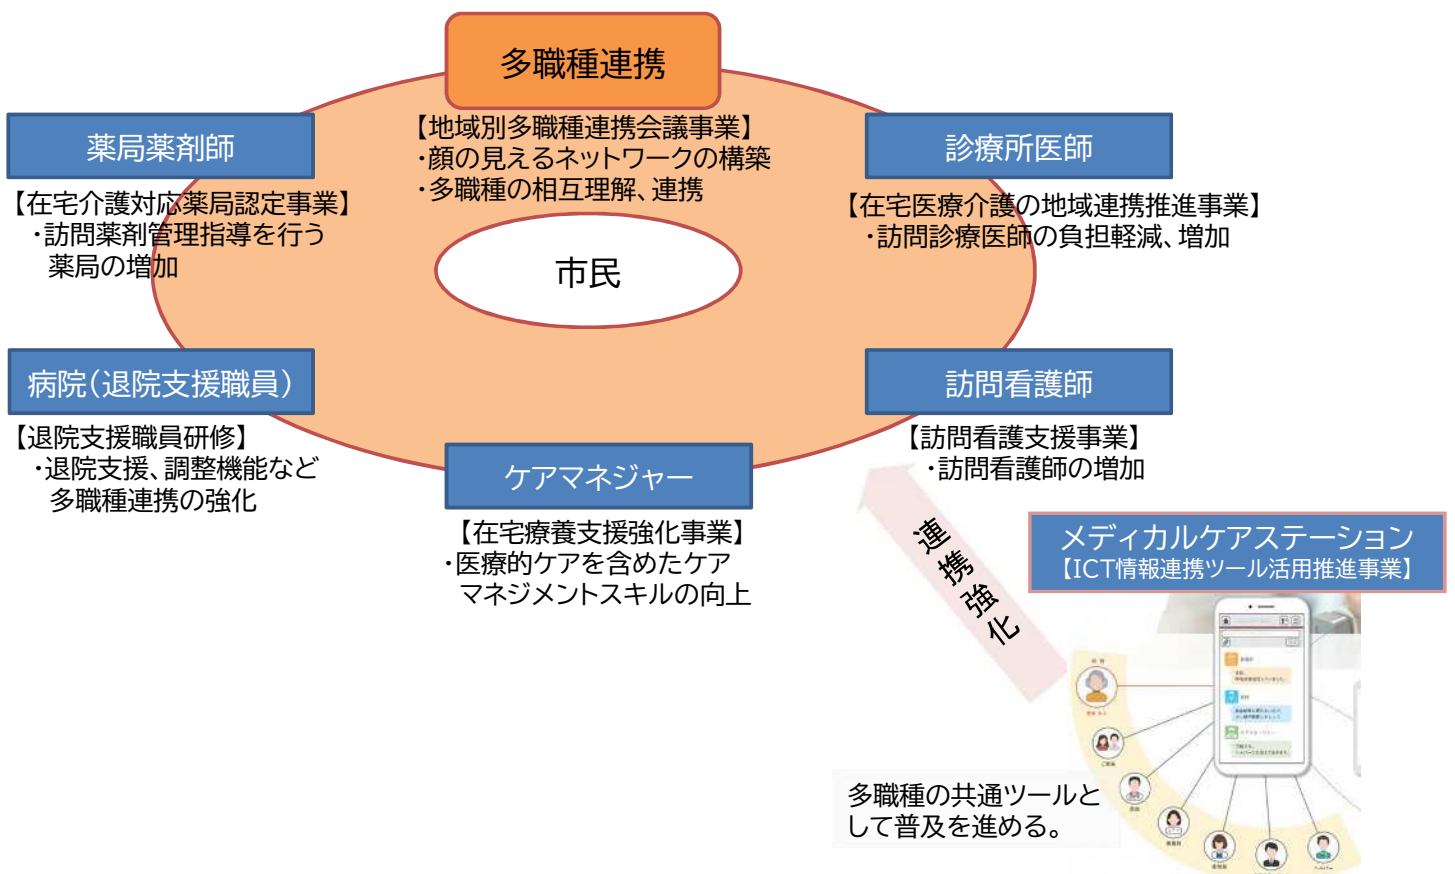 多職種連携
【地域別多職種連携会議事業】
・顔の見えるネットワークの構築
・多職種の相互理解、連携
薬局薬剤師
【在宅介護対応薬局認定事業】
・訪問薬剤管理指導を行う
薬局の増加
診療所医師
【在宅医療介護の地域連携推進事業】
・訪問診療医師の負担軽減、増加
市民
病院(退院支援職員)
【退院支援職員研修】
・退院支援、調整機能など
多職種連携の強化
訪問看護師
【訪問看護支援事業】
・訪問看護師の増加
ケアマネジャー
【在宅療養支援強化事業】
・医療的ケアを含めたケア
マネジメントスキルの向上
連携強化
メディカルケアステーション
【ICT情報連携ツール活用推進事業】
多職種の共通ツールと
して普及を進める。